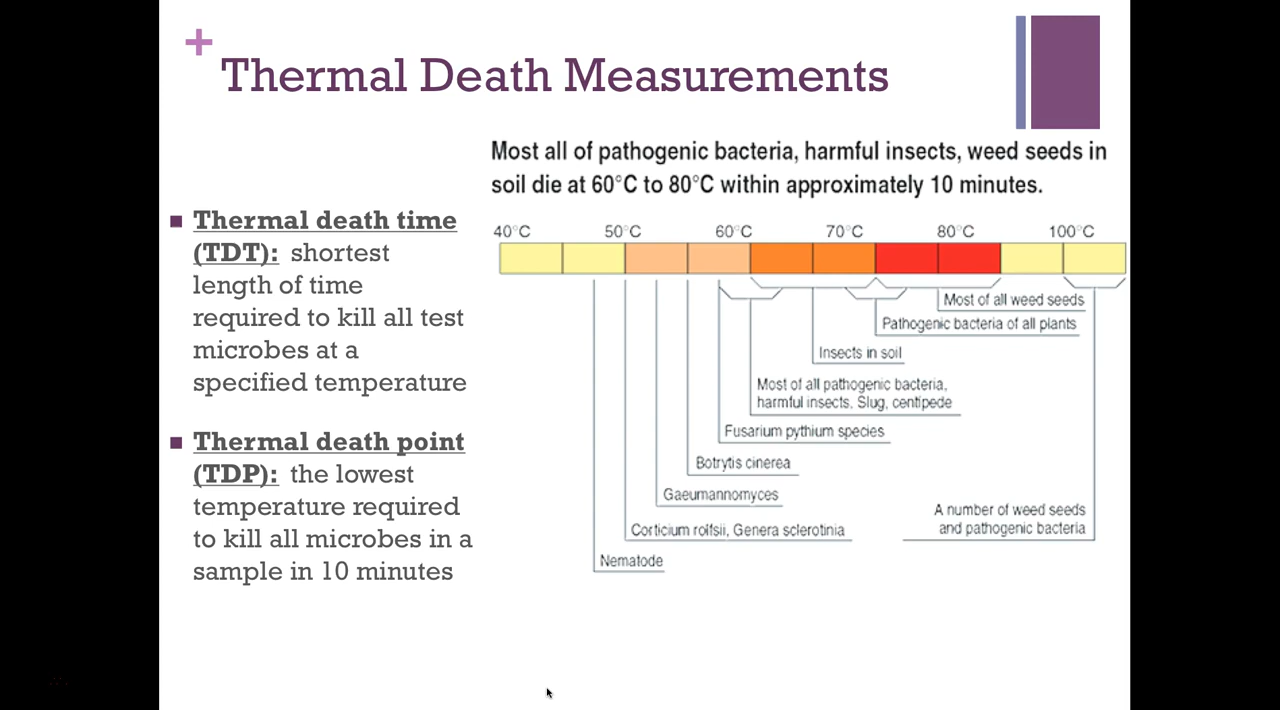 +
Thermal Death Measurements
Most all of pathogenic bacteria, harmful insects, weed seeds in
soil die at 60°C to 80°C within approximately 10 minutes.
Thermal death time
(TDT): shortest
length of time
required to kill all test
microbes at a
specified temperature
Thermal death point
(TDP): the lowest
temperature required
to kill all microbes in a
sample in 10 minutes
40°C 50°C 60°C 70°C 80°C 100°C
Most of all weed seeds
Pathogenic bacteria of all plants
Insects in soil
Most of all pathogenic bacteria,
harmful insects, Slug, centipede
Fusarium pythium species
Botrytis cinerea
Gaeumannomyces
Corticium rolfsii, Genera sclerotinia
Nematode
A number of weed seeds
and pathogenic bacteria